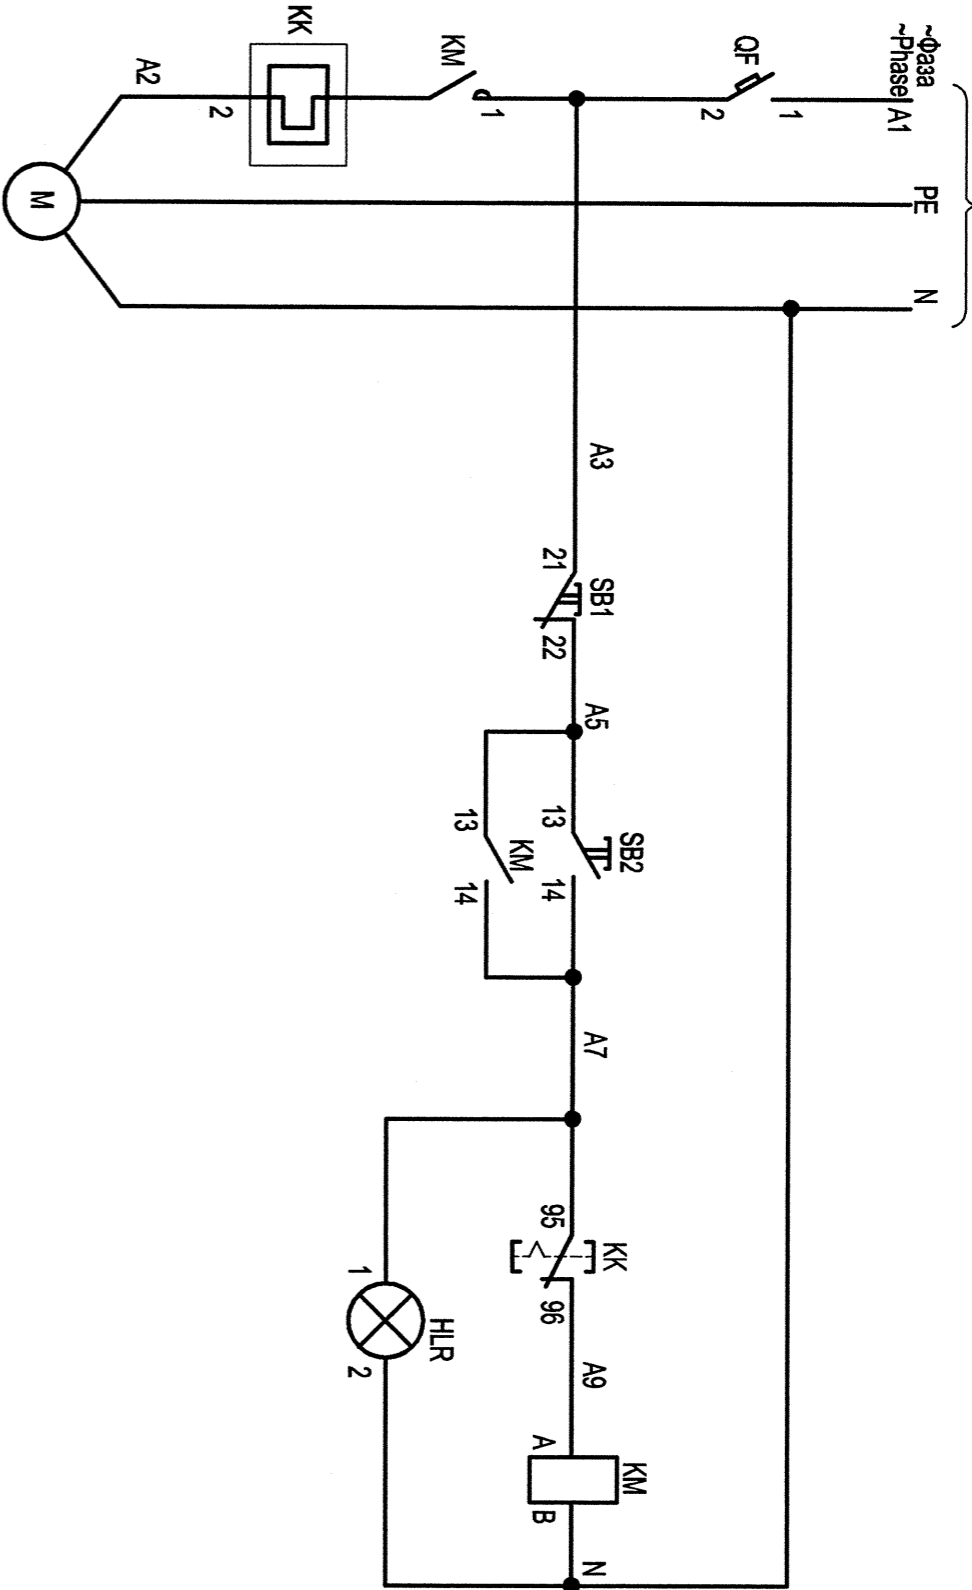 ~Фаза
~Phase
A1
PE
N
1
QF
2
1
KM
KK
2
A2
M
A3
21
SB1
22
A5
13
SB2
14
13
KM
14
A7
95
KK
96
A9
A
KM
B
N
1
HLR
2